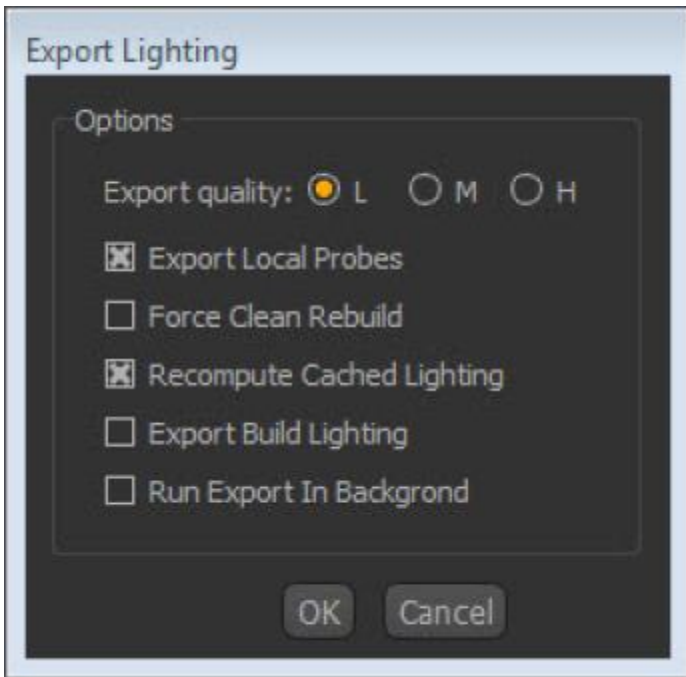 Export Lighting
Options
Export quality: L M H
Export Local Probes
Force Clean Rebuild
Recompute Cached Lighting
Export Build Lighting
Run Export In Backgrond
OK Cancel